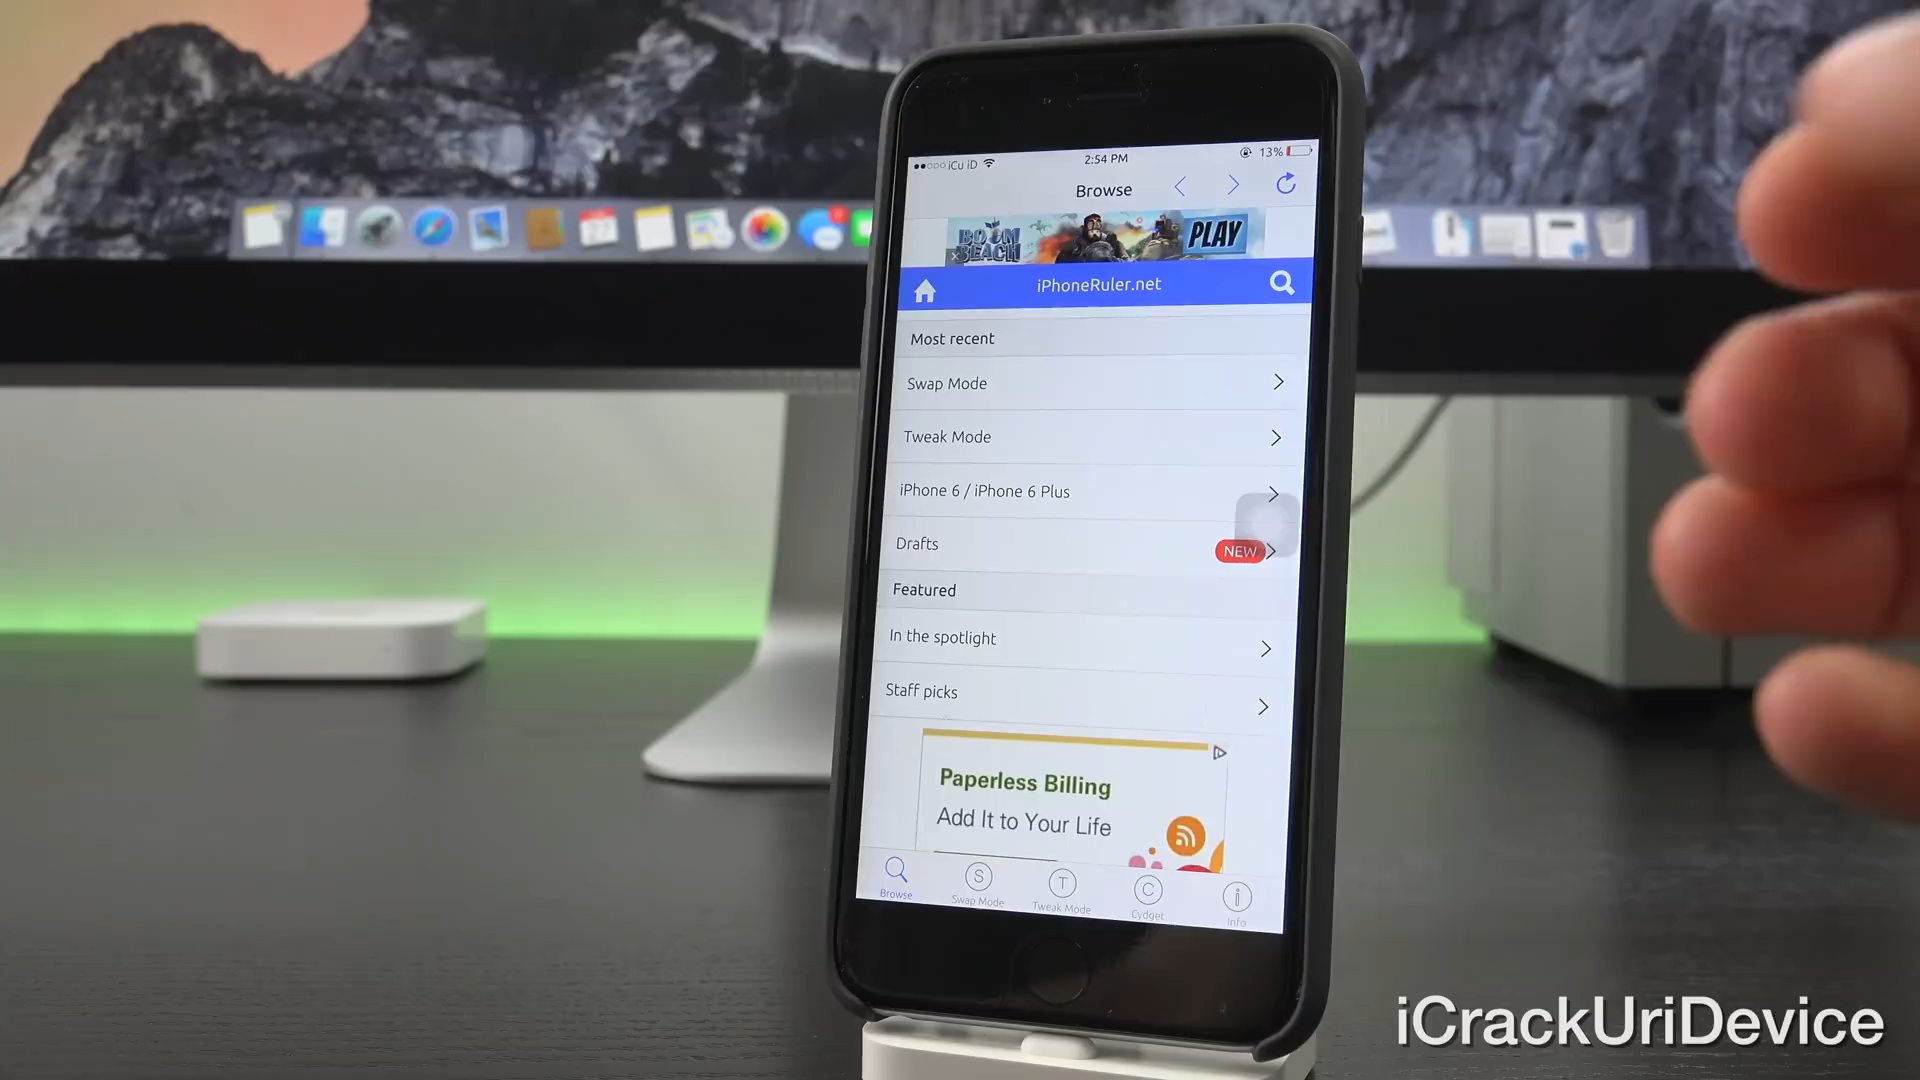 iCu iD
2:54 PM
13%
Browse
BOOM
BEACH
PLAY
iPhoneRuler.net
Most recent
Swap Mode
Tweak Mode
iPhone 6 / iPhone 6 Plus
Drafts
NEW
Featured
In the spotlight
Staff picks
Paperless Billing
Add It to Your Life
Browse
S
Swap Mode
T
Tweak Mode
C
Cydget
i
Info
iCrackUriDevice